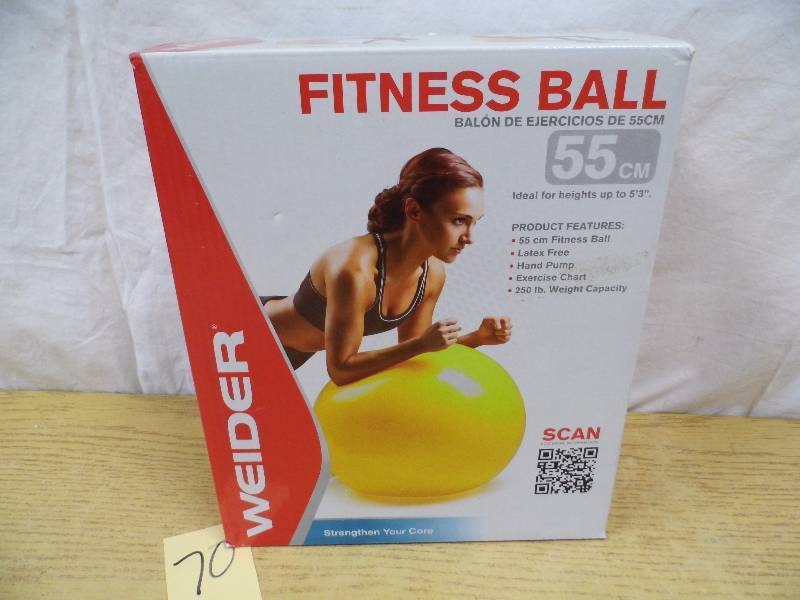 FITNESS BALL
BALÓN DE EJERCICIOS DE 55CM
55 CM
Ideal for heights up to 5'3".
PRODUCT FEATURES:
• 55 cm Fitness Ball
• Latex Free
• Hand Pump
• Exercise Chart
• 250 lb. Weight Capacity
WEIDER®
SCAN
Strengthen Your Core
70